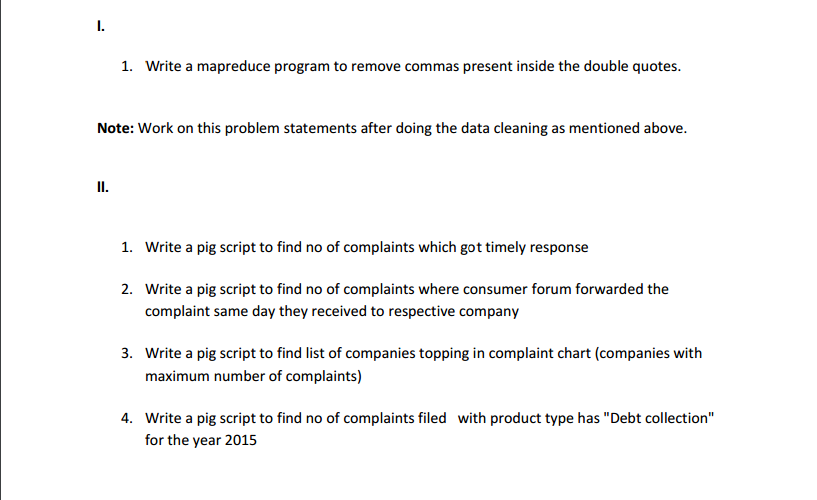 I.
1. Write a mapreduce program to remove commas present inside the double quotes.
Note: Work on this problem statements after doing the data cleaning as mentioned above.
II.
1. Write a pig script to find no of complaints which got timely response
2. Write a pig script to find no of complaints where consumer forum forwarded the
complaint same day they received to respective company
3. Write a pig script to find list of companies topping in complaint chart (companies with
maximum number of complaints)
4. Write a pig script to find no of complaints filed with product type has "Debt collection"
for the year 2015